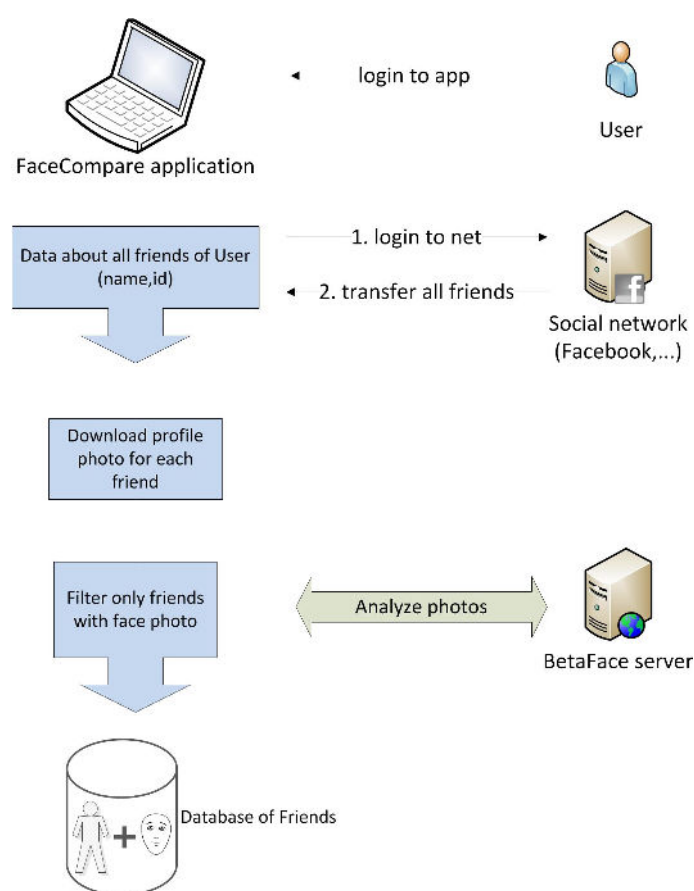 login to app
User
FaceCompare application
1. login to net
Data about all friends of User
(name,id)
2. transfer all friends
Social network
(Facebook,...)
Download profile
photo for each
friend
Filter only friends
with face photo
Analyze photos
BetaFace server
Database of Friends